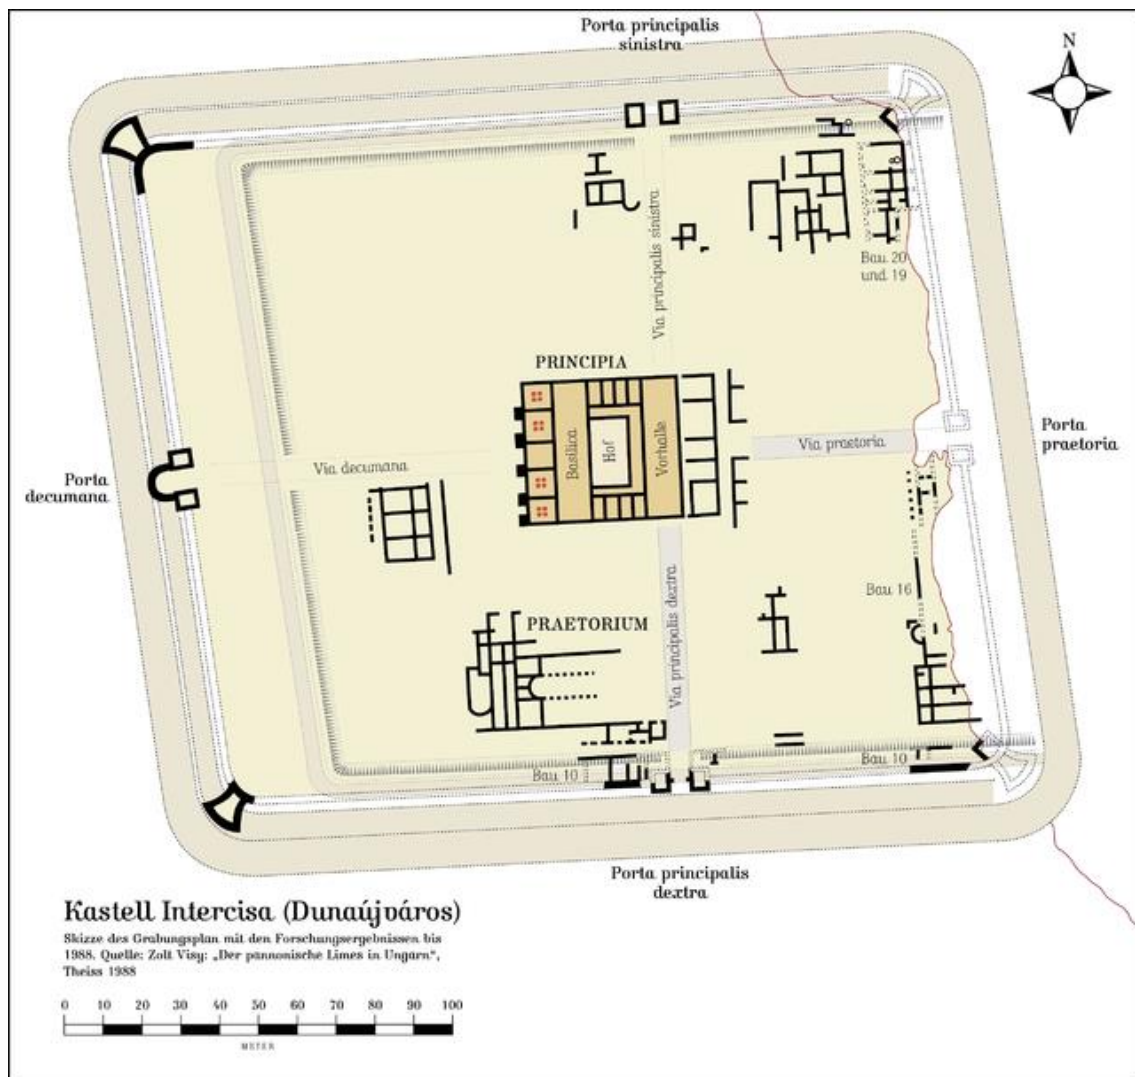 Porta principalis
sinistra
N
Via principalis sinistra
Bau 20
und 19
PRINCIPIA
Basilica
Hof
Vorhalle
Via praetoria
Porta
praetoria
Via decumana
Porta
decumana
Bau 16
PRAETORIUM
Via principalis dextra
Bau 10
Bau 10
Porta principalis
dextra
Kastell Intercisa (Dunaújváros)
Skizze des Grabungsplan mit den Forschungsergebnissen bis
1988. Quelle: Zolt Visy: „Der pannonische Limes in Ungarn“,
Theiss 1988
0 10 20 30 40 50 60 70 80 90 100
METER